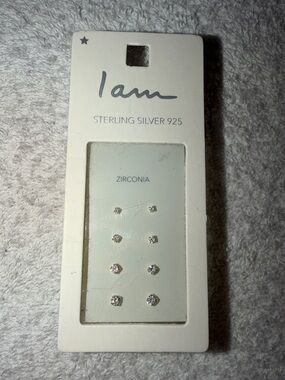 I am
STERLING SILVER 925
ZIRCONIA